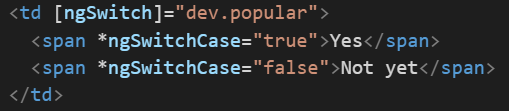 <td [ngSwitch]="dev.popular">
<span *ngSwitchCase="true">Yes</span>
<span *ngSwitchCase="false">Not yet</span>
</td>